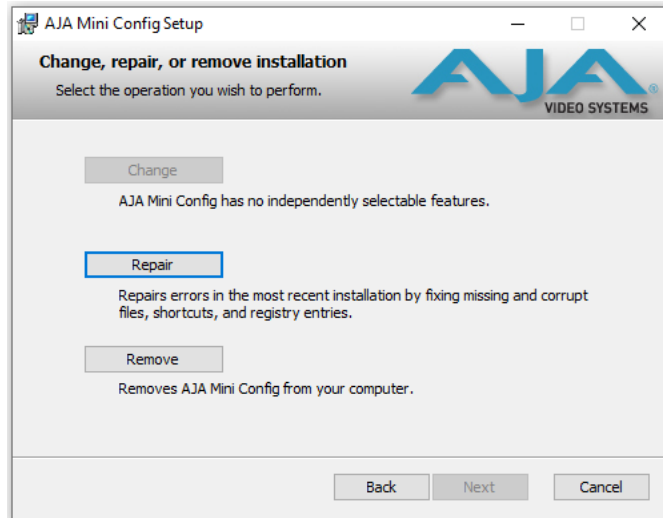 AJA Mini Config Setup
Change, repair, or remove installation
Select the operation you wish to perform.
AJA®
VIDEO SYSTEMS
Change
AJA Mini Config has no independently selectable features.
Repair
Repairs errors in the most recent installation by fixing missing and corrupt
files, shortcuts, and registry entries.
Remove
Removes AJA Mini Config from your computer.
Back
Next
Cancel